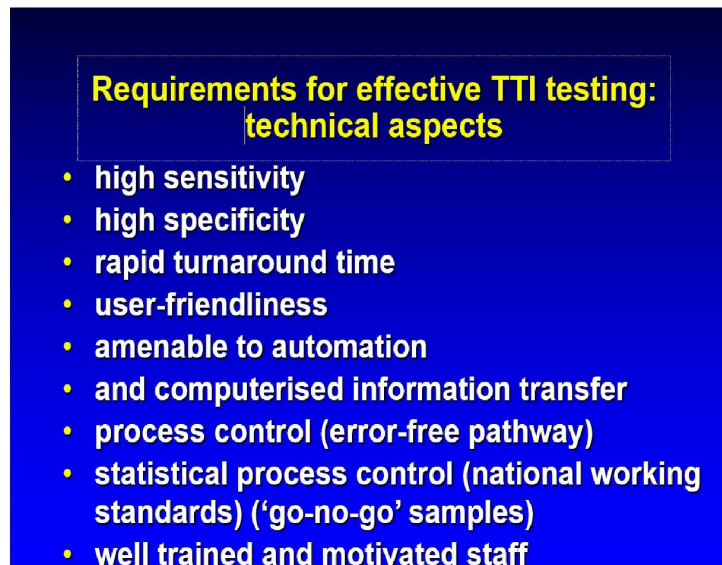 Requirements for effective TTI testing:
technical aspects
• high sensitivity
• high specificity
• rapid turnaround time
• user-friendliness
• amenable to automation
• and computerised information transfer
• process control (error-free pathway)
• statistical process control (national working
standards) (‘go-no-go’ samples)
• well trained and motivated staff